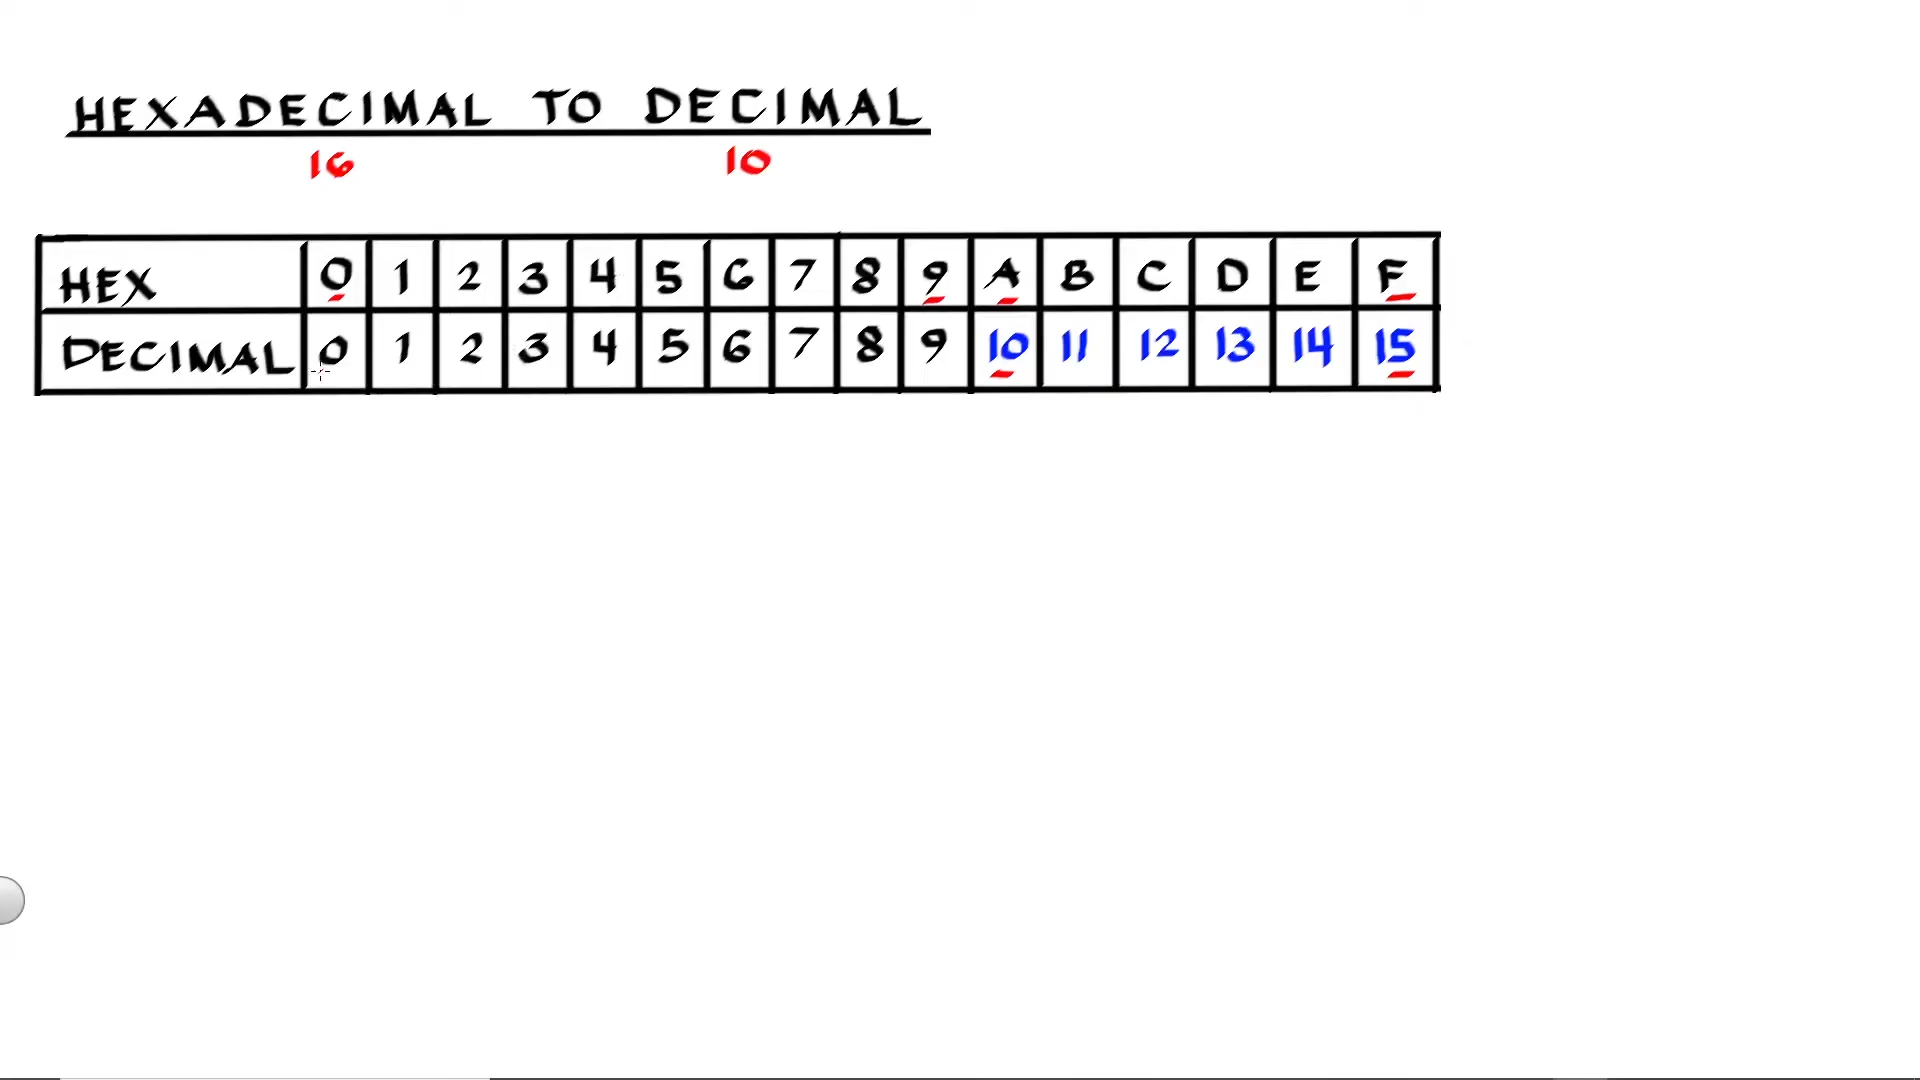 HEXADECIMAL TO DECIMAL
16 10
HEX 0 1 2 3 4 5 6 7 8 9 A B C D E F
DECIMAL 0 1 2 3 4 5 6 7 8 9 10 11 12 13 14 15